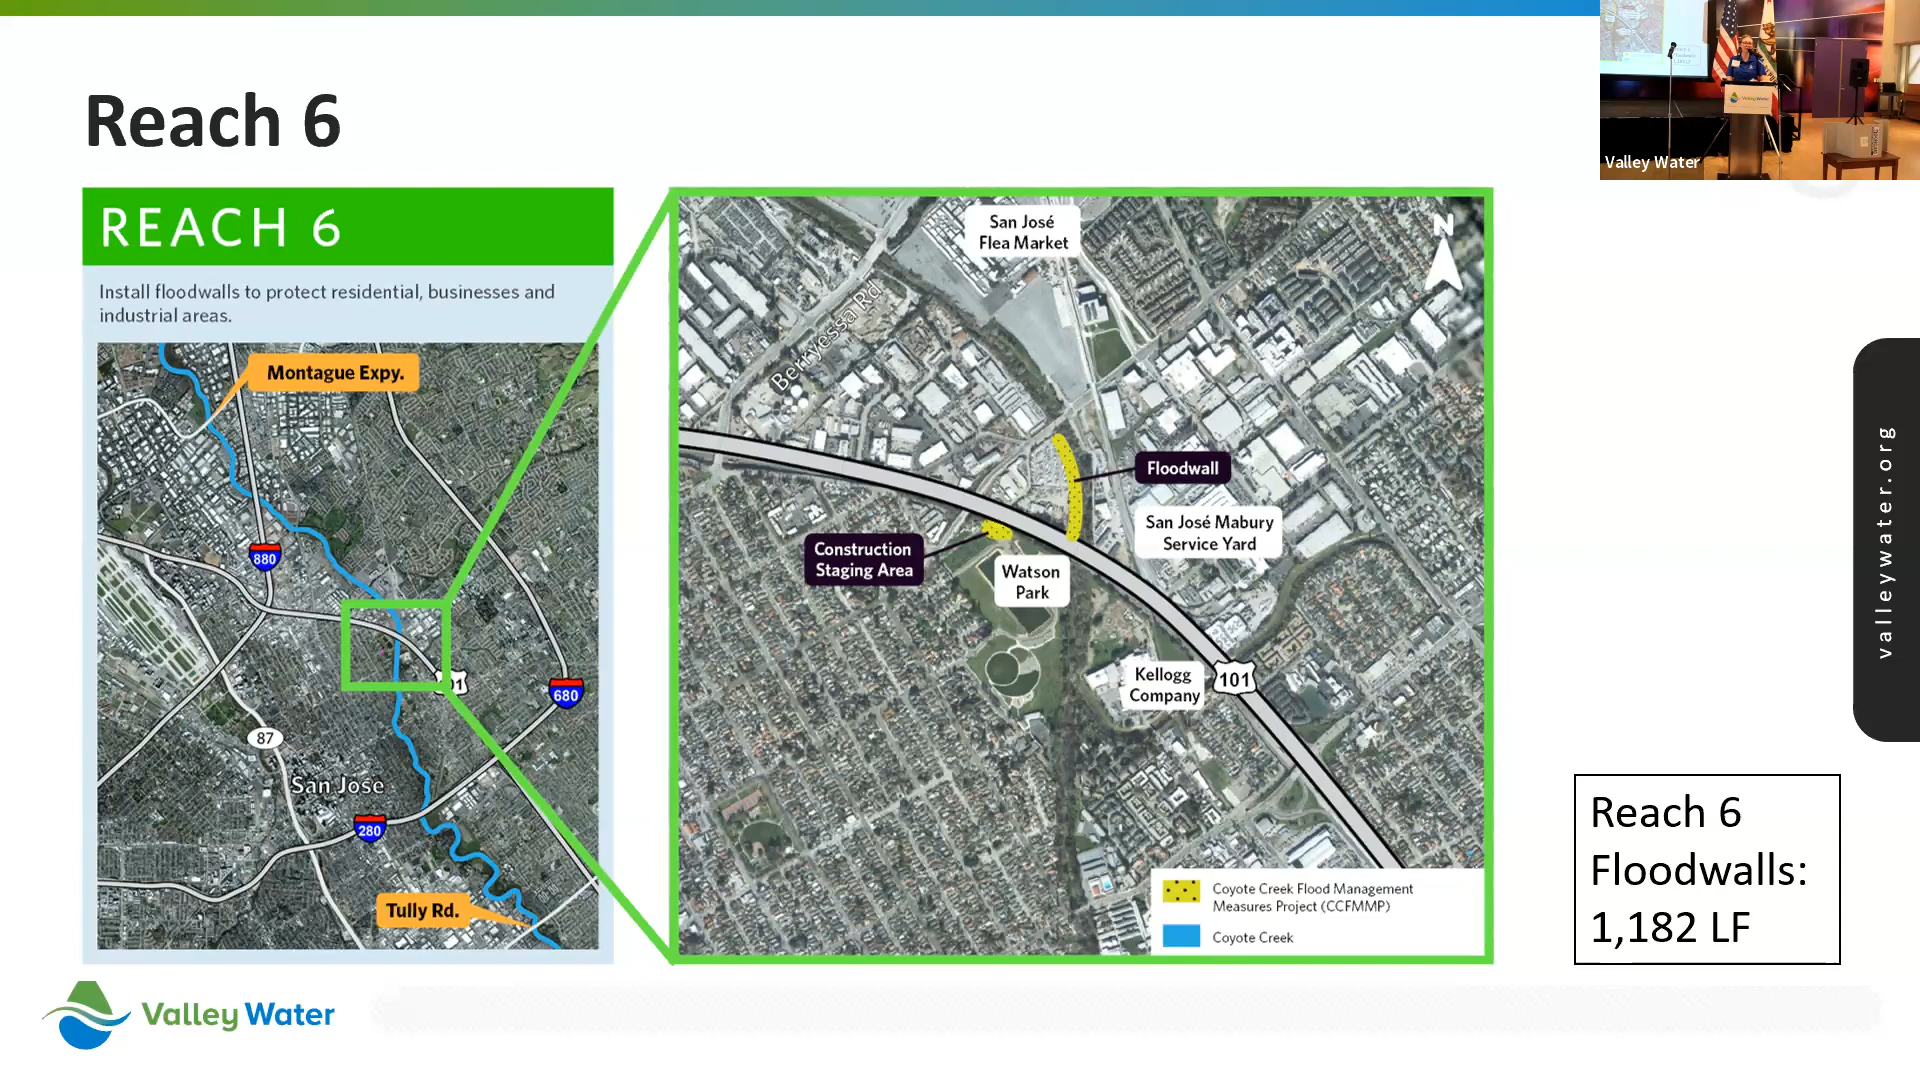 Reach 6
Valley Water
REACH 6
Install floodwalls to protect residential, businesses and
industrial areas.
Montague Expy.
880
101
680
87
San Jose
280
Tully Rd.
San José
Flea Market
N
Berryessa Rd
Floodwall
San José Mabury
Service Yard
Construction
Staging Area
Watson
Park
Kellogg
Company
101
Coyote Creek Flood Management
Measures Project (CCFMMP)
Coyote Creek
valleywater.org
Reach 6
Floodwalls:
1,182 LF
Valley Water